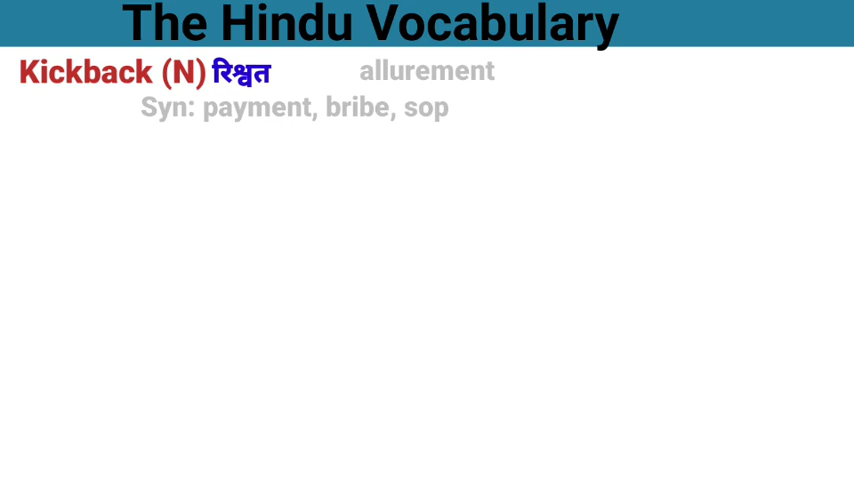 The Hindu Vocabulary
Kickback (N) रिश्वत allurement
Syn: payment, bribe, sop